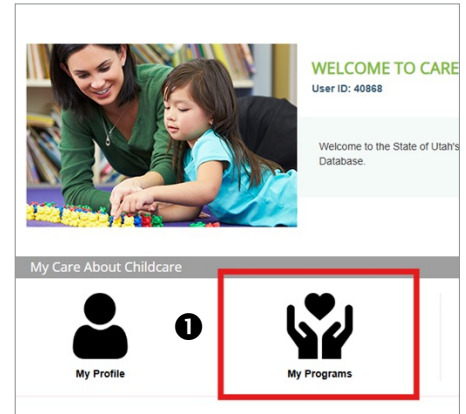 WELCOME TO CARE
User ID: 40868
Welcome to the State of Utah's
Database.
My Care About Childcare
1
My Profile
My Programs